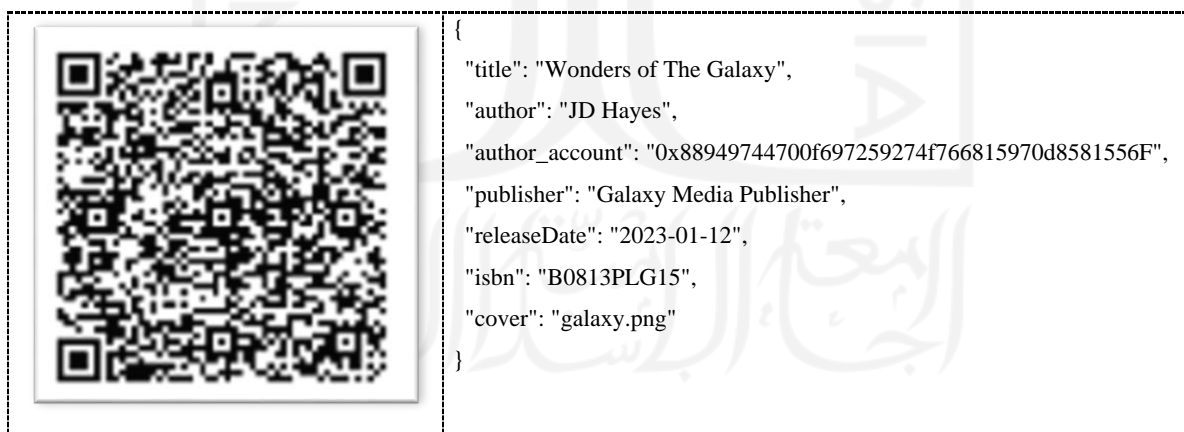 {
"title": "Wonders of The Galaxy",
"author": "JD Hayes",
"author_account": "0x88949744700f697259274f766815970d8581556F",
"publisher": "Galaxy Media Publisher",
"releaseDate": "2023-01-12",
"isbn": "B0813PLG15",
"cover": "galaxy.png"
}